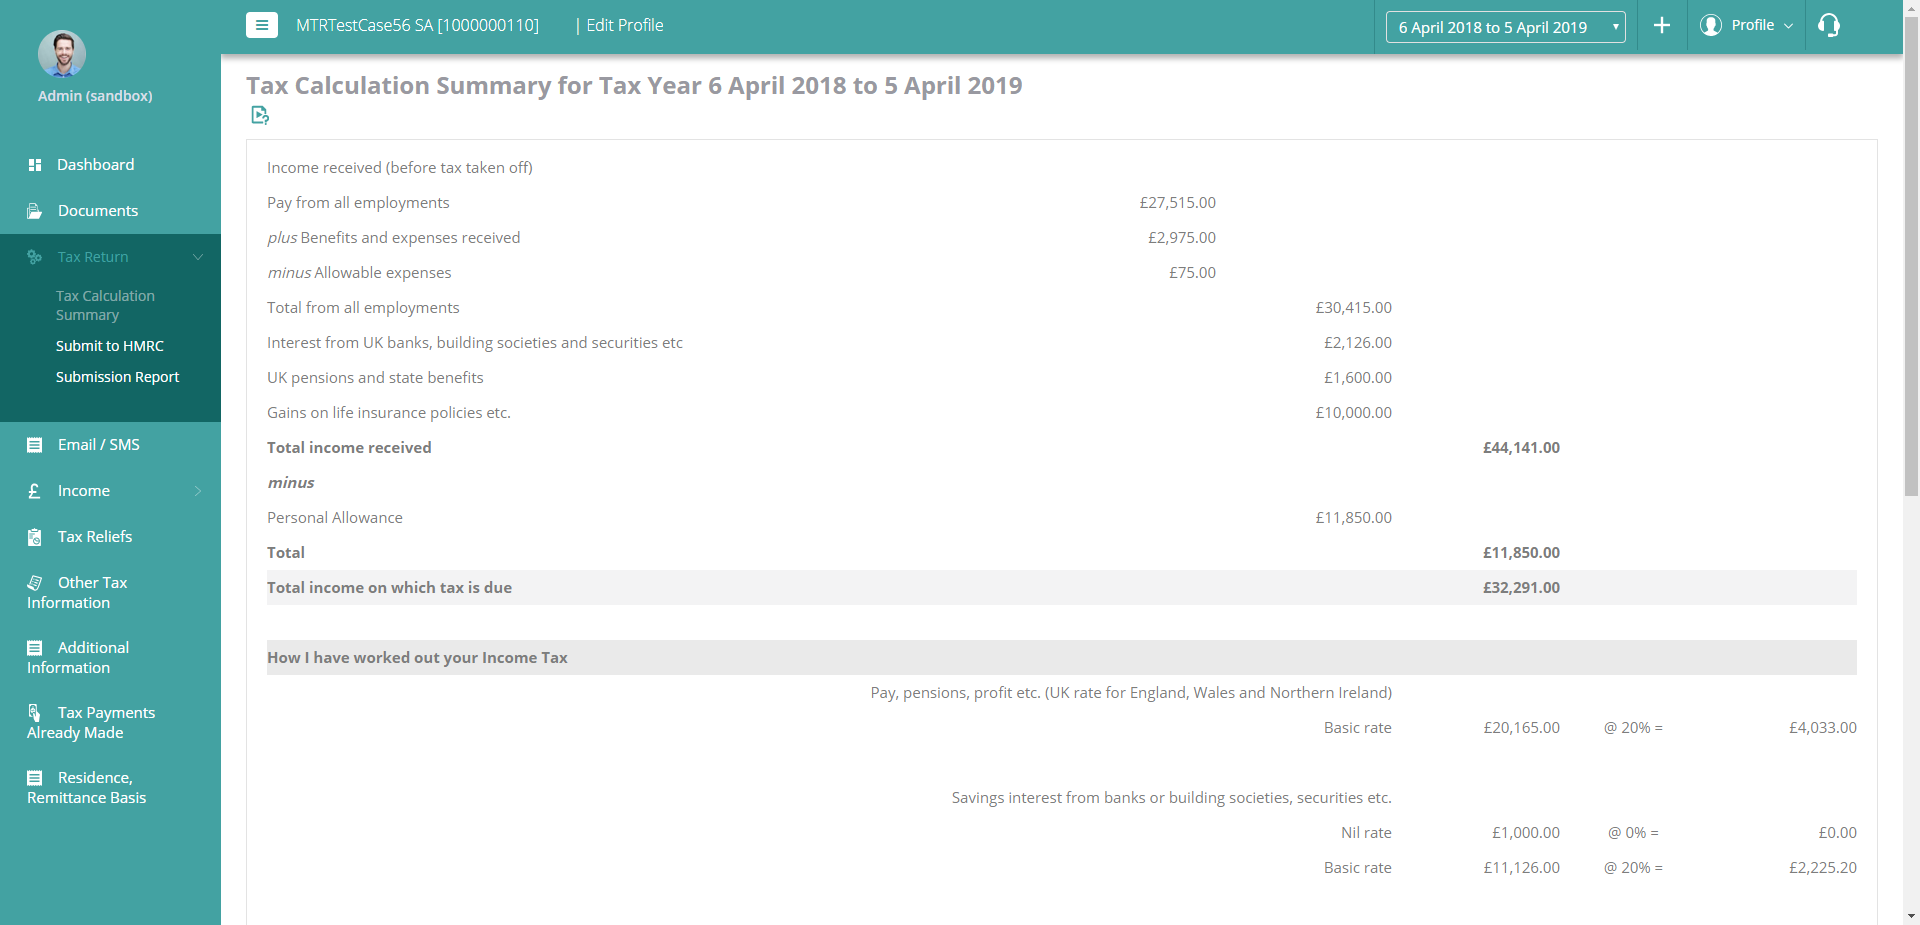 MTRTestCase56 SA [1000000110] | Edit Profile
6 April 2018 to 5 April 2019
Profile
Admin (sandbox)
Dashboard
Documents
Tax Return
Tax Calculation
Summary
Submit to HMRC
Submission Report
Email / SMS
Income
Tax Reliefs
Other Tax
Information
Additional
Information
Tax Payments
Already Made
Residence,
Remittance Basis
Tax Calculation Summary for Tax Year 6 April 2018 to 5 April 2019
Income received (before tax taken off)
Pay from all employments £27,515.00
plus Benefits and expenses received £2,975.00
minus Allowable expenses £75.00
Total from all employments £30,415.00
Interest from UK banks, building societies and securities etc £2,126.00
UK pensions and state benefits £1,600.00
Gains on life insurance policies etc. £10,000.00
Total income received £44,141.00
minus
Personal Allowance £11,850.00
Total £11,850.00
Total income on which tax is due £32,291.00
How I have worked out your Income Tax
Pay, pensions, profit etc. (UK rate for England, Wales and Northern Ireland)
Basic rate £20,165.00 @ 20% = £4,033.00
Savings interest from banks or building societies, securities etc.
Nil rate £1,000.00 @ 0% = £0.00
Basic rate £11,126.00 @ 20% = £2,225.20